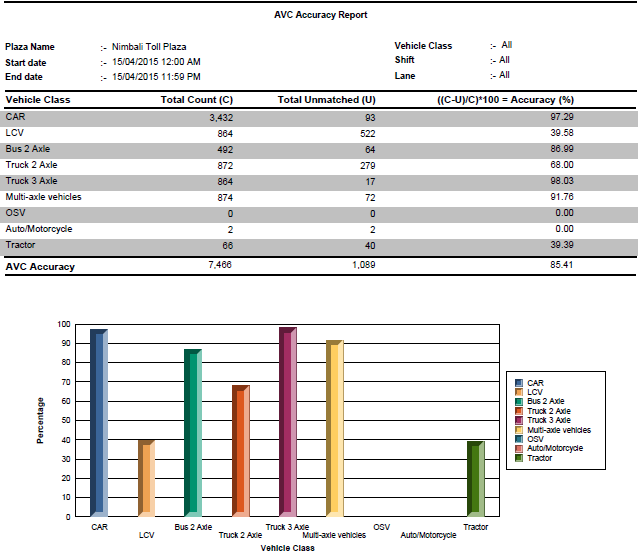 AVC Accuracy Report
Plaza Name :- Nimbali Toll Plaza Vehicle Class :- All
Start date :- 15/04/2015 12:00 AM Shift :- All
End date :- 15/04/2015 11:59 PM Lane :- All
Vehicle Class Total Count (C) Total Unmatched (U) ((C-U)/C)*100 = Accuracy (%)
CAR 3,432 93 97.29
LCV 864 522 39.58
Bus 2 Axle 492 64 86.99
Truck 2 Axle 872 279 68.00
Truck 3 Axle 864 17 98.03
Multi-axle vehicles 874 72 91.76
OSV 0 0 0.00
Auto/Motorcycle 2 2 0.00
Tractor 66 40 39.39
AVC Accuracy 7,466 1,089 85.41
100
90
80
70
60
50
40
30
20
10
0
Percentage
CAR
LCV
Bus 2 Axle
Truck 2 Axle
Truck 3 Axle
Multi-axle vehicles
OSV
Auto/Motorcycle
Tractor
Vehicle Class
CAR
LCV
Bus 2 Axle
Truck 2 Axle
Truck 3 Axle
Multi-axle vehicles
OSV
Auto/Motorcycle
Tractor